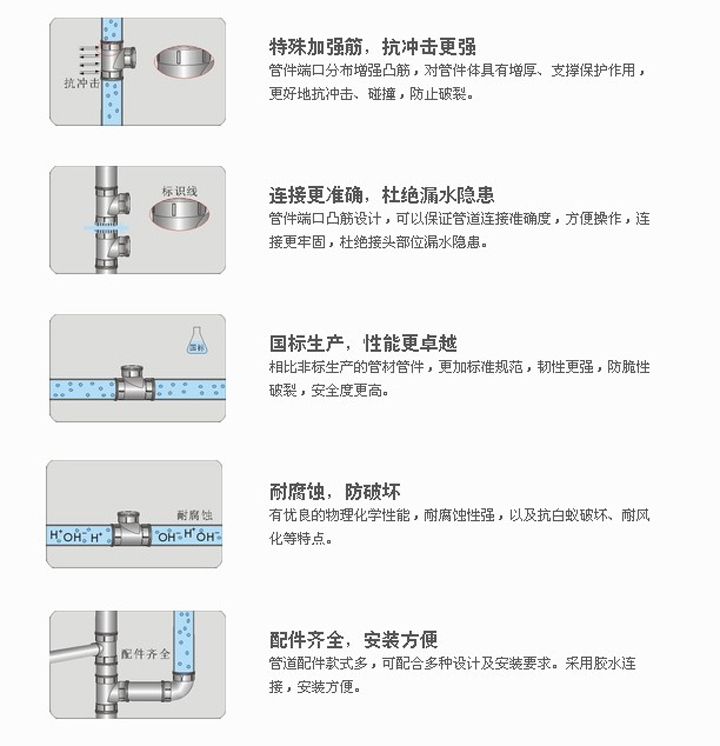 抗冲击
特殊加强筋，抗冲击更强
管件端口分布增强凸筋，对管件体具有增厚、支撑保护作用，
更好地抗冲击、碰撞，防止破裂。
标识线
连接更准确，杜绝漏水隐患
管件端口凸筋设计，可以保证管道连接准确度，方便操作，连
接更牢固，杜绝接头部位漏水隐患。
国标
国标生产，性能更卓越
相比非标生产的管材管件，更加标准规范，韧性更强，防脆性
破裂，安全度更高。
耐腐蚀
H⁺ OH⁻ H⁺ OH⁻ H⁺ OH⁻
耐腐蚀，防破坏
有优良的物理化学性能，耐腐蚀性强，以及抗白蚁破坏、耐风
化等特点。
配件齐全
配件齐全，安装方便
管道配件款式多，可配合多种设计及安装要求。采用胶水连
接，安装方便。